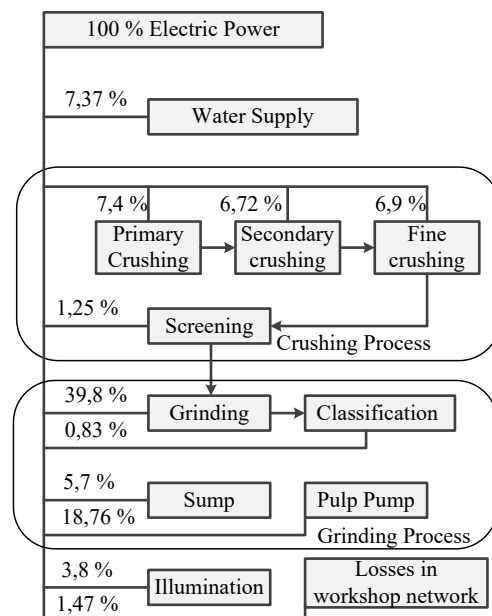 100 % Electric Power
7,37 %
Water Supply
7,4 %
6,72 %
6,9 %
Primary
Crushing
Secondary
crushing
Fine
crushing
1,25 %
Screening
Crushing Process
39,8 %
Grinding
Classification
0,83 %
5,7 %
Sump
Pulp Pump
18,76 %
Grinding Process
3,8 %
Illumination
Losses in
workshop network
1,47 %